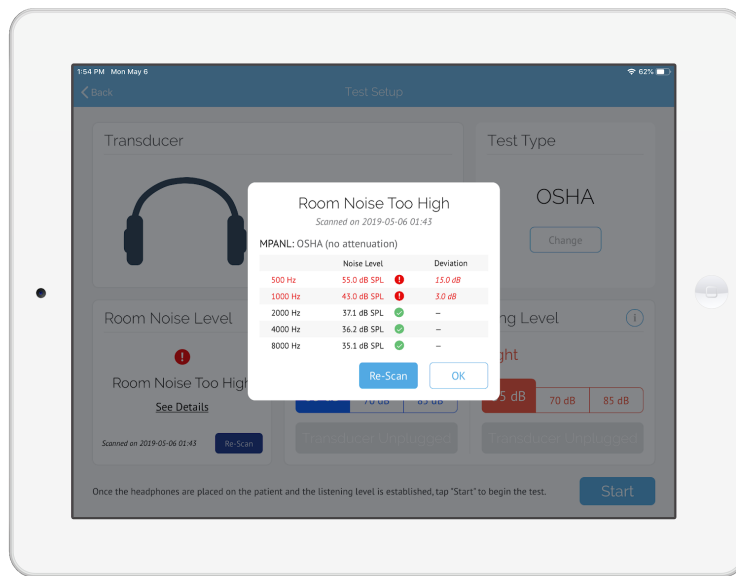 1:54 PM Mon May 6 62%
Back Test Setup
Transducer
Test Type
OSHA
Change
Room Noise Too High
Scanned on 2019-05-06 01:43
MPANL: OSHA (no attenuation)
Noise Level Deviation
500 Hz 55.0 dB SPL 15.0 dB
1000 Hz 43.0 dB SPL 3.0 dB
2000 Hz 37.1 dB SPL –
4000 Hz 36.2 dB SPL –
8000 Hz 35.1 dB SPL –
Re-Scan OK
Room Noise Level
Room Noise Too High
See Details
Scanned on 2019-05-06 01:43 Re-Scan
Level
70 dB 85 dB
Transducer Unplugged
dB 70 dB 85 dB
Transducer Unplugged
Once the headphones are placed on the patient and the listening level is established, tap "Start" to begin the test.
Start